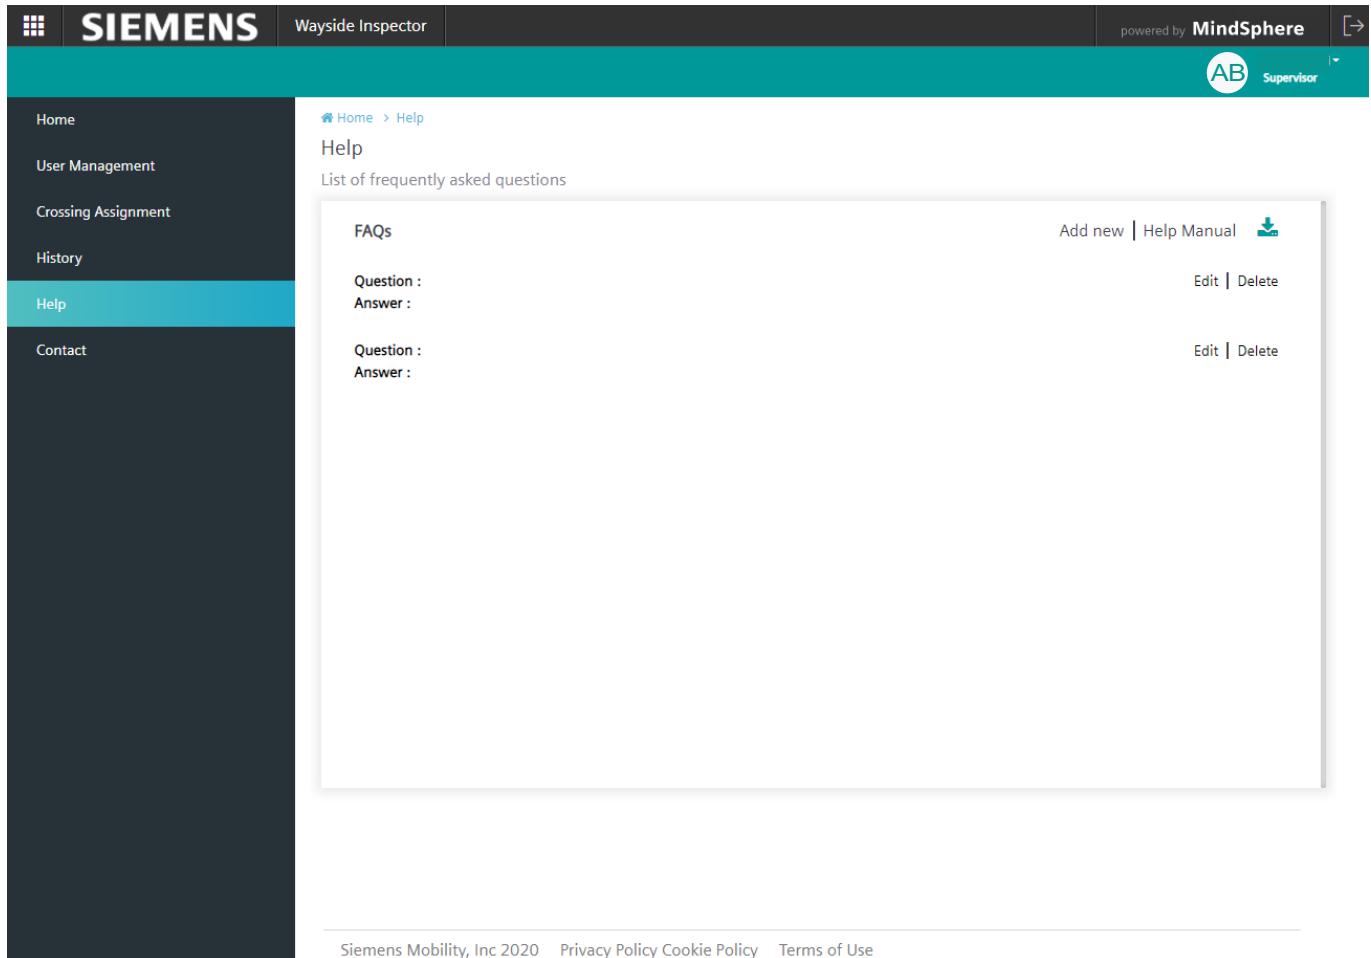 SIEMENS Wayside Inspector powered by MindSphere
AB Supervisor
Home
User Management
Crossing Assignment
History
Help
Contact
Home > Help
Help
List of frequently asked questions
FAQs Add new | Help Manual
Question : Edit | Delete
Answer :
Question : Edit | Delete
Answer :
Siemens Mobility, Inc 2020 Privacy Policy Cookie Policy Terms of Use